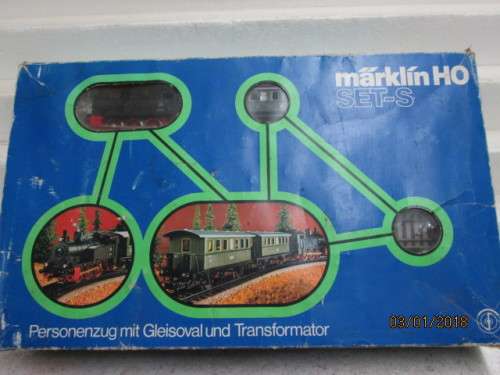 märklin HO
SET-S
Personenzug mit Gleisoval und Transformator
03/01/2018